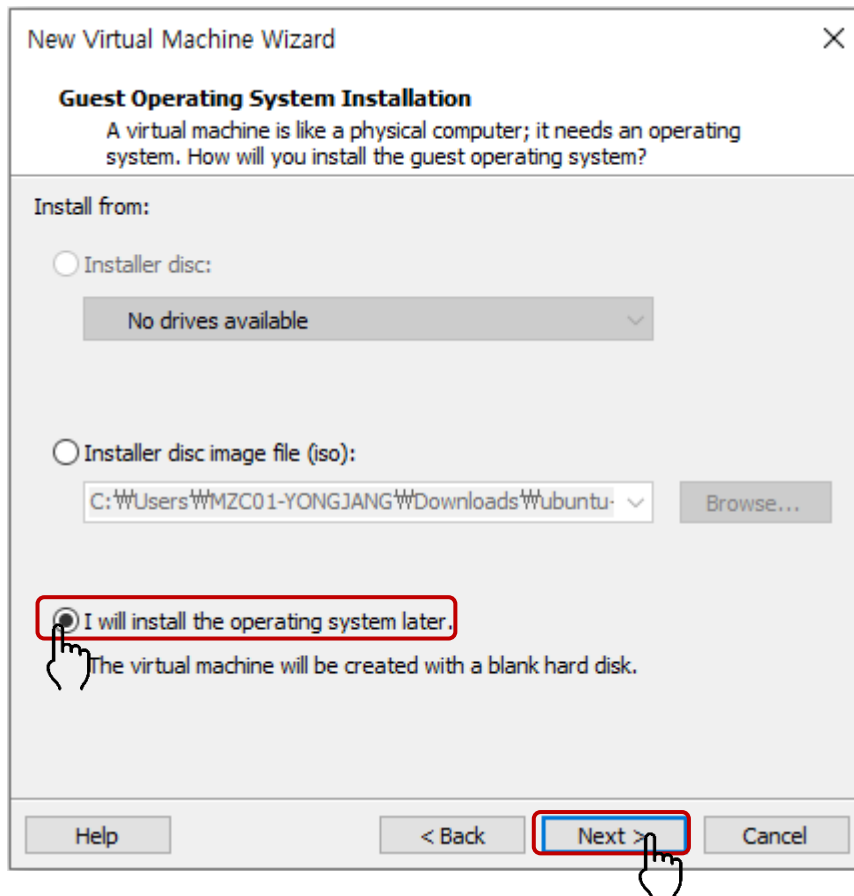 New Virtual Machine Wizard
Guest Operating System Installation
A virtual machine is like a physical computer; it needs an operating
system. How will you install the guest operating system?
Install from:
Installer disc:
No drives available
Installer disc image file (iso):
C:₩Users₩MZC01-YONGJANG₩Downloads₩ubuntu-
Browse...
I will install the operating system later.
The virtual machine will be created with a blank hard disk.
Help
< Back
Next >
Cancel